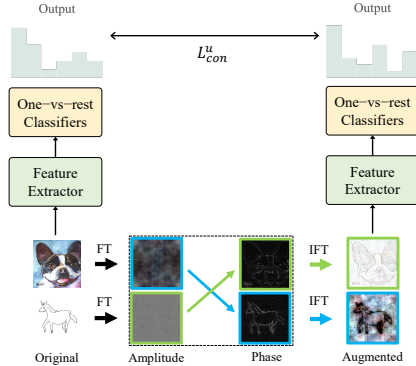 Output
Output
L^u_con
One-vs-rest
Classifiers
One-vs-rest
Classifiers
Feature
Extractor
Feature
Extractor
FT
IFT
FT
IFT
Original
Amplitude
Phase
Augmented